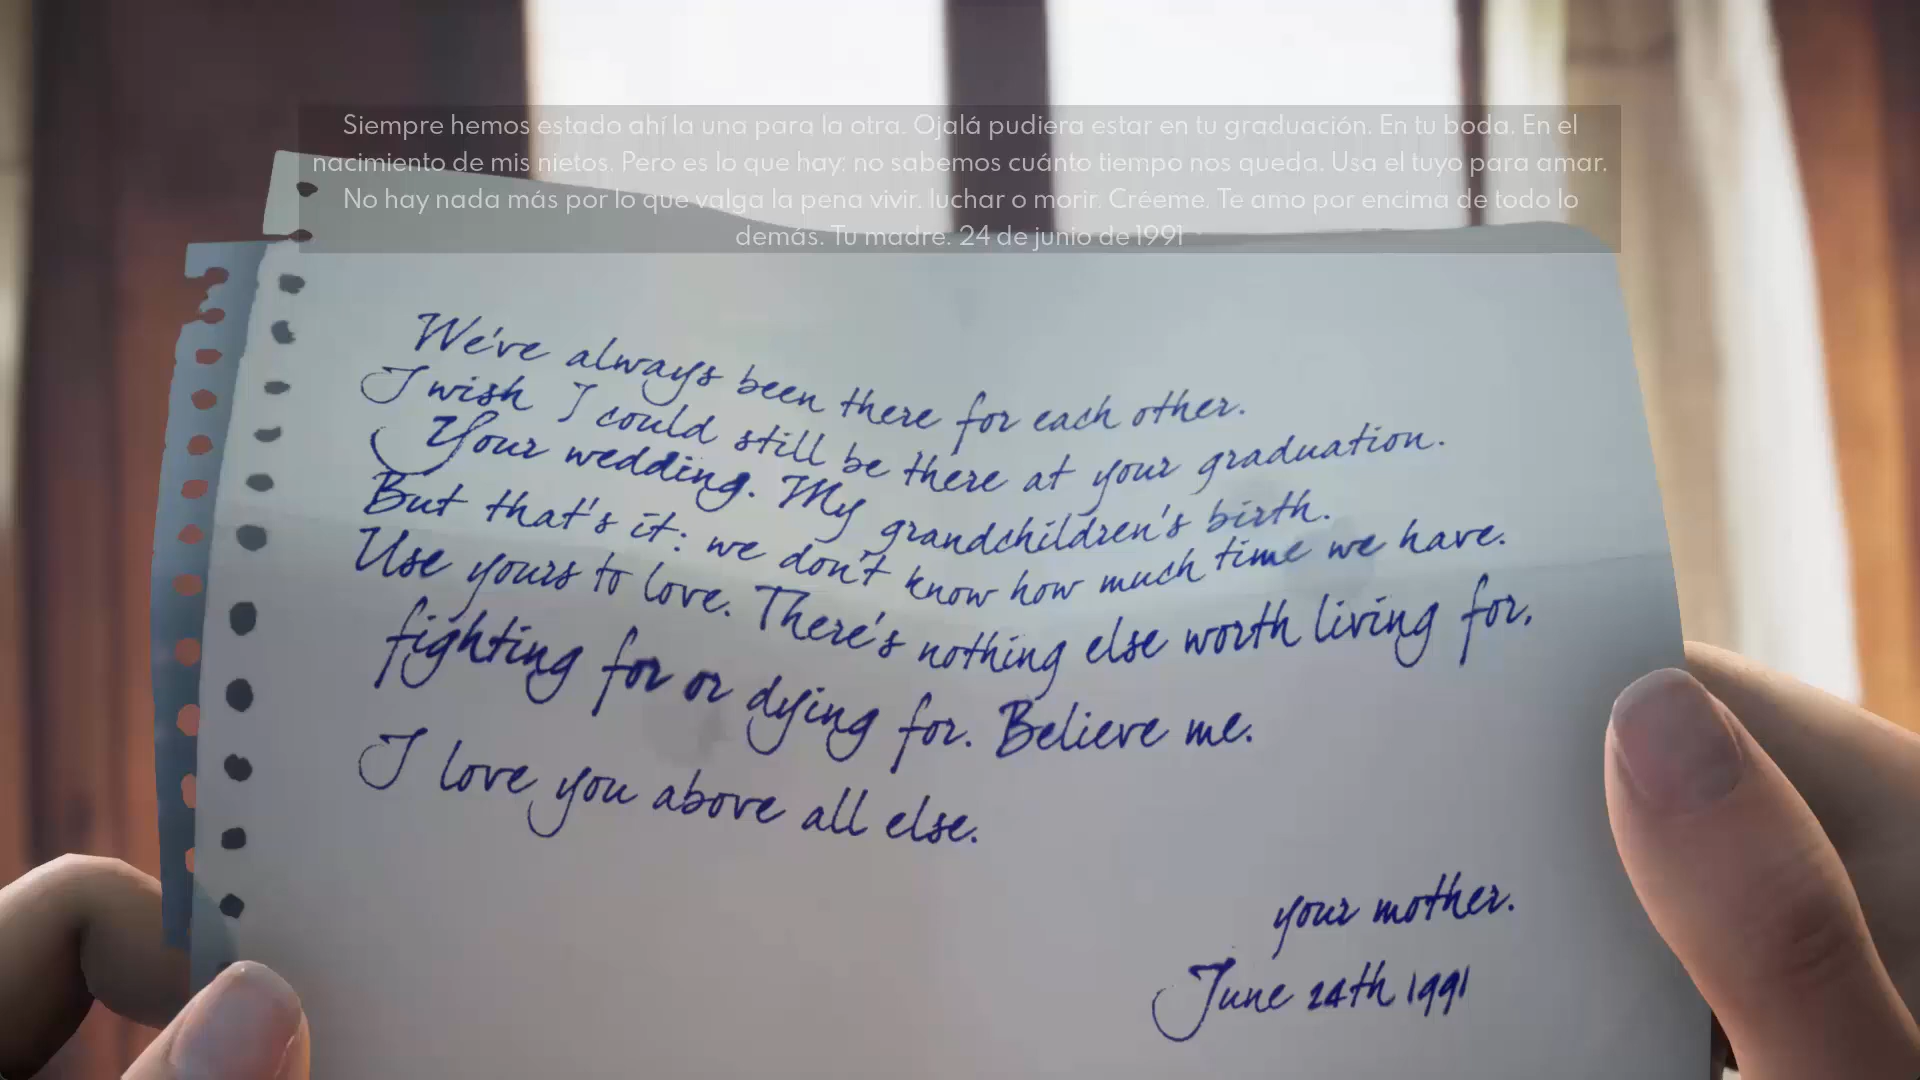 Siempre hemos estado ahí la una para la otra. Ojalá pudiera estar en tu graduación. En tu boda. En el
nacimiento de mis nietos. Pero es lo que hay: no sabemos cuánto tiempo nos queda. Usa el tuyo para amar.
No hay nada más por lo que valga la pena vivir, luchar o morir. Créeme. Te amo por encima de todo lo
demás. Tu madre. 24 de junio de 1991
We've always been there for each other.
I wish I could still be there at your graduation.
Your wedding. My grandchildren's birth.
But that's it: we don't know how much time we have.
Use yours to love. There's nothing else worth living for,
fighting for or dying for. Believe me.
I love you above all else.
your mother.
June 24th 1991